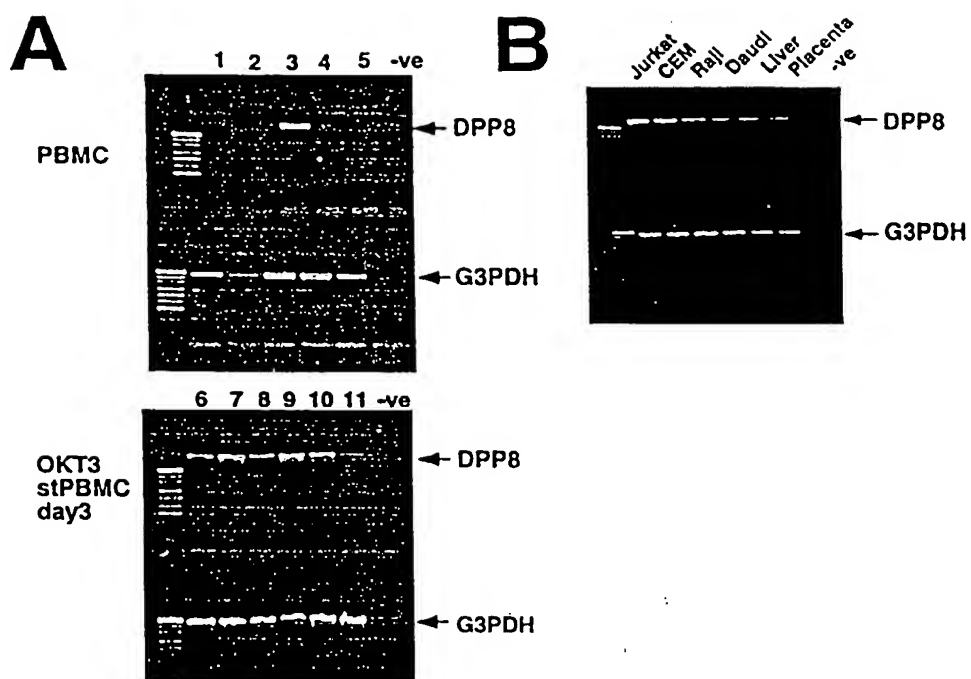 A
1 2 3 4 5 -ve
PBMC
DPP8
G3PDH
6 7 8 9 10 11 -ve
OKT3
stPBMC
day3
DPP8
G3PDH
B
Jurkat CEM Raji Daudi Liver Placenta -ve
DPP8
G3PDH